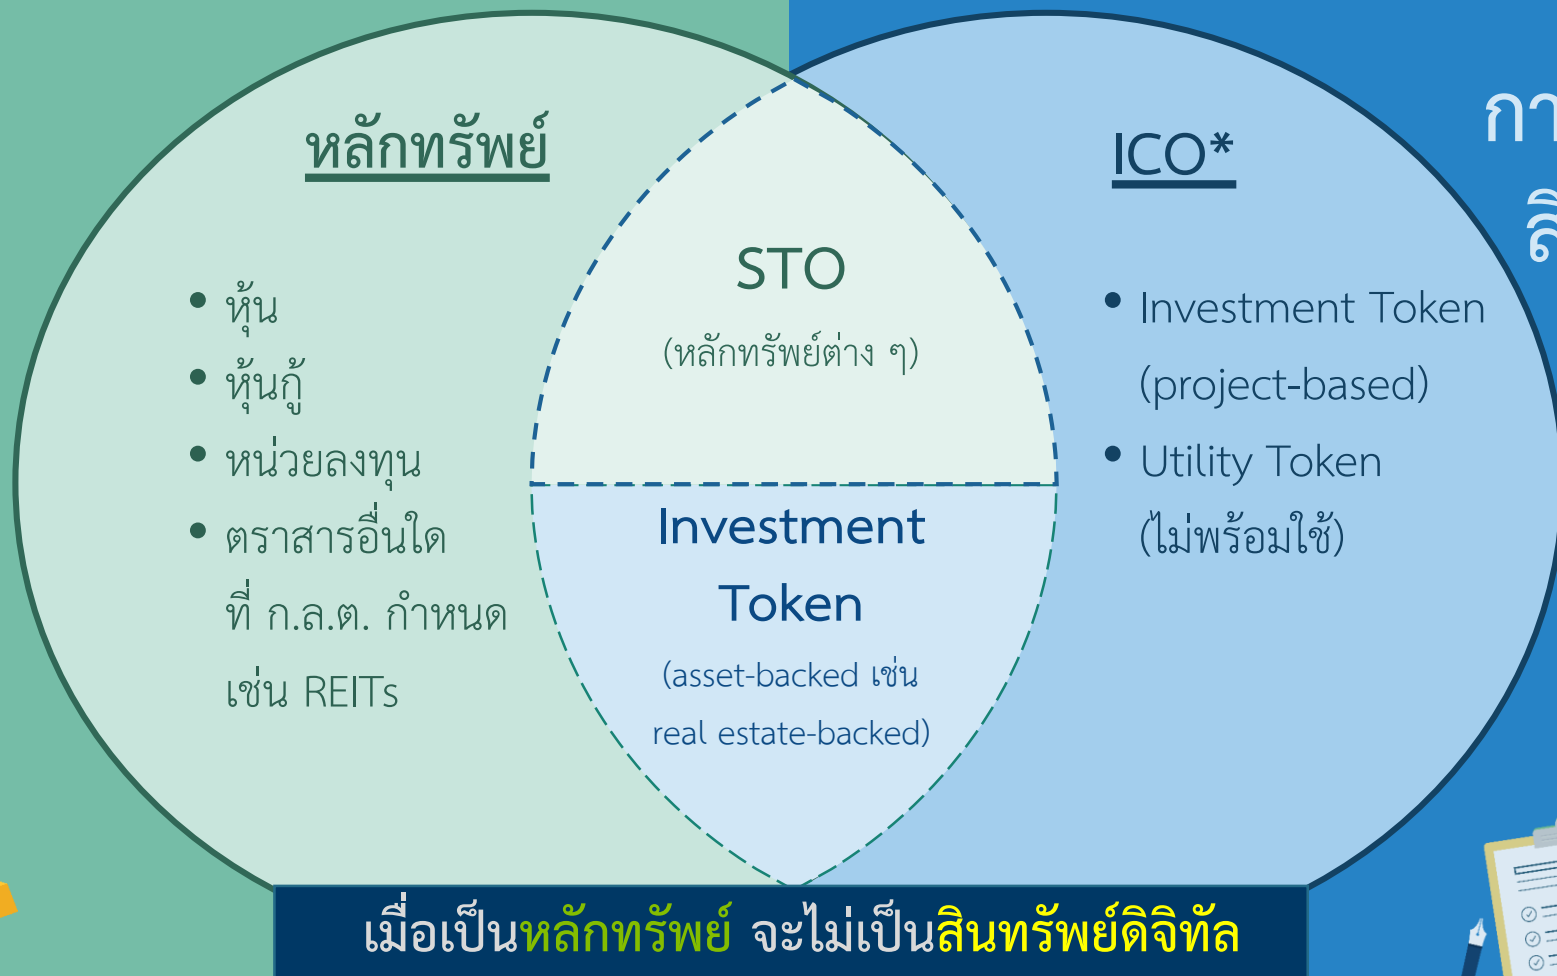 หลักทรัพย์
• หุ้น
• หุ้นกู้
• หน่วยลงทุน
• ตราสารอื่นใด
ที่ ก.ล.ต. กำหนด
เช่น REITs
STO
(หลักทรัพย์ต่าง ๆ)
Investment
Token
(asset-backed เช่น
real estate-backed)
ICO*
• Investment Token
(project-based)
• Utility Token
(ไม่พร้อมใช้)
เมื่อเป็นหลักทรัพย์ จะไม่เป็นสินทรัพย์ดิจิทัล